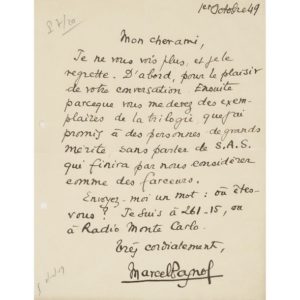 1er Octobre 49
Mon cher ami,
Je ne vous vois plus, et je le
regrette. D'abord, pour le plaisir
de votre conversation. Ensuite
parceque vous me devez des exem-
plaires de la trilogie, que j'ai
promis à des personnes de grands
mérite sans parler de S.A.S.
qui finira par nous considérer
comme des farceurs.
Envoyez-moi un mot : où êtes-
vous ? Je suis à 261-15, ou
à Radio Monte Carlo.
Très cordialement,
Marcel Pagnol